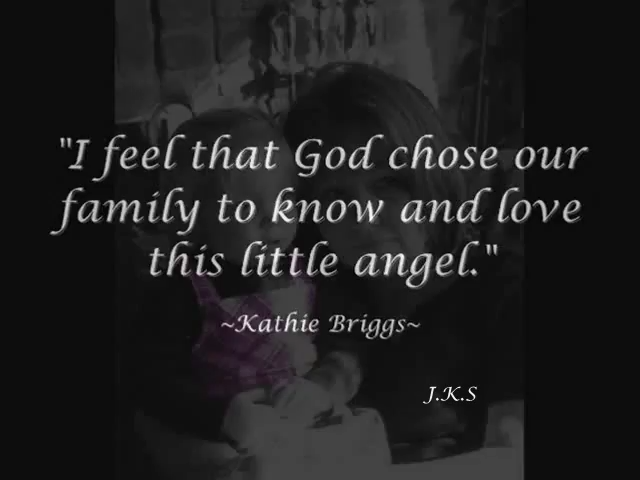 "I feel that God chose our
family to know and love
this little angel."
~Kathie Briggs~
J.K.S